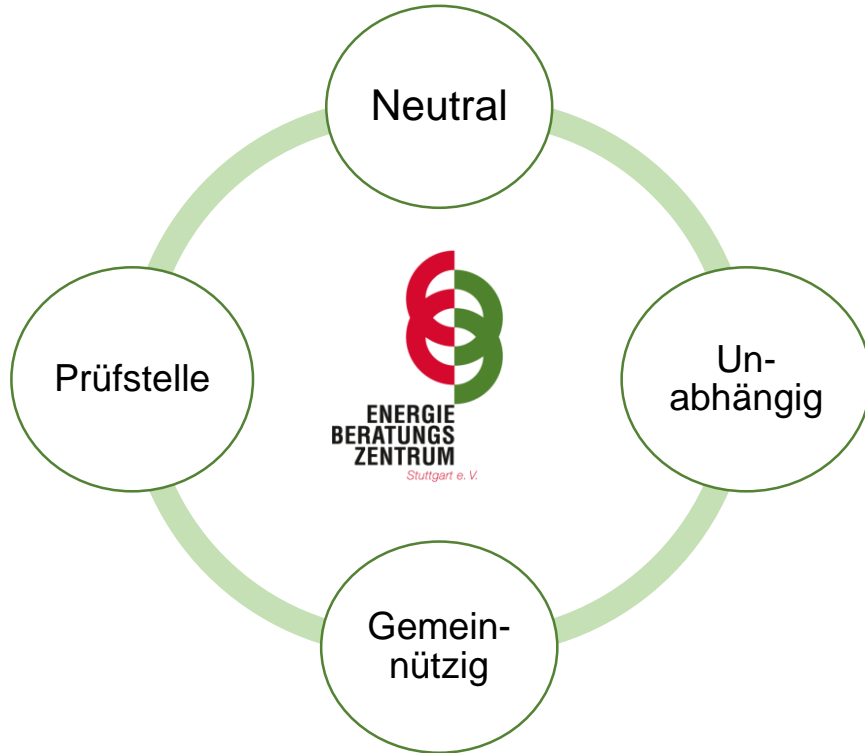 Neutral
Prüfstelle
Un-
abhängig
ENERGIE
BERATUNGS
ZENTRUM
Stuttgart e. V.
Gemein-
nützig